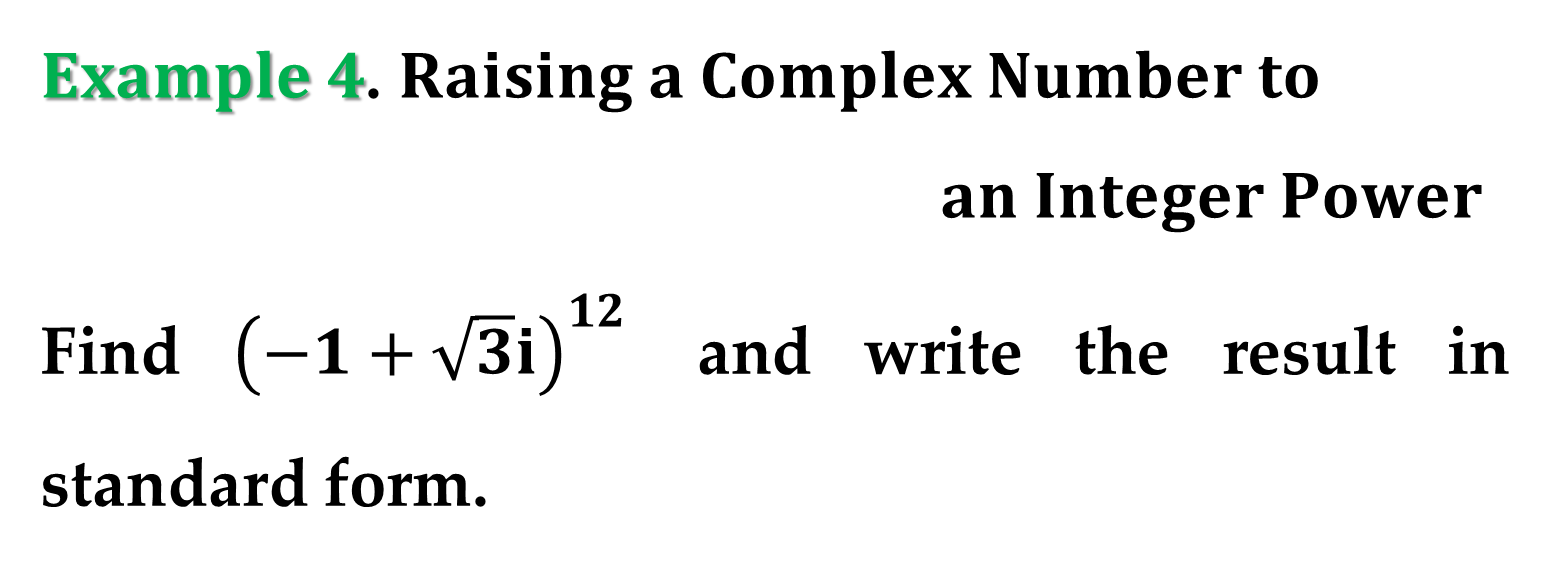 Example 4. Raising a Complex Number to
an Integer Power
Find (−1 + √3i)¹² and write the result in
standard form.